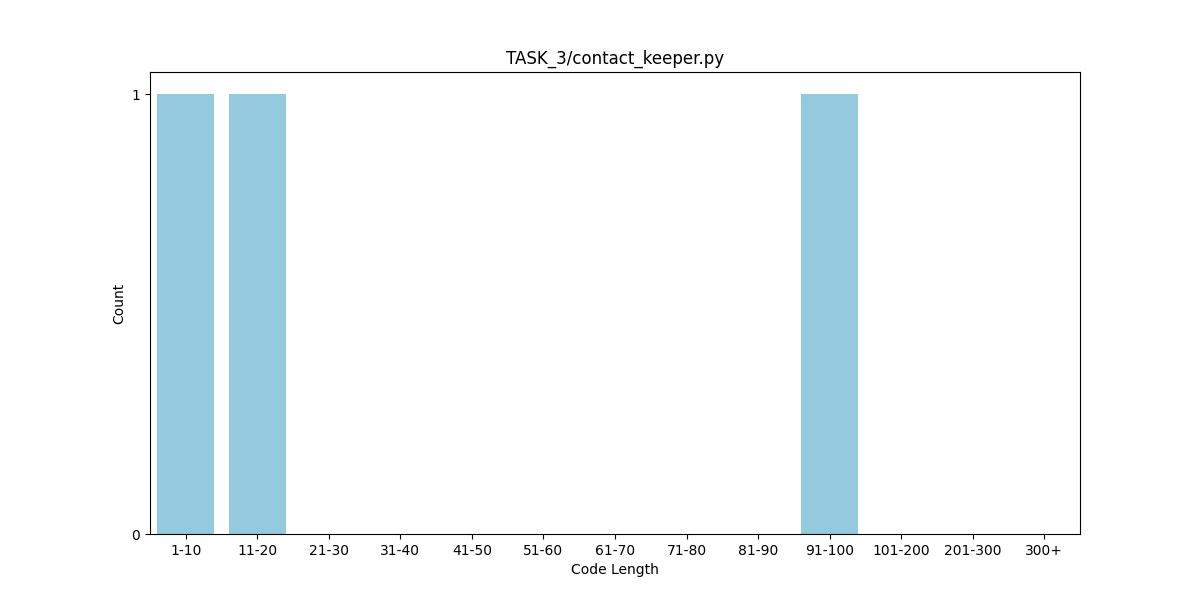 TASK_3/contact_keeper.py
1
Count
0
1-10 11-20 21-30 31-40 41-50 51-60 61-70 71-80 81-90 91-100 101-200 201-300 300+
Code Length